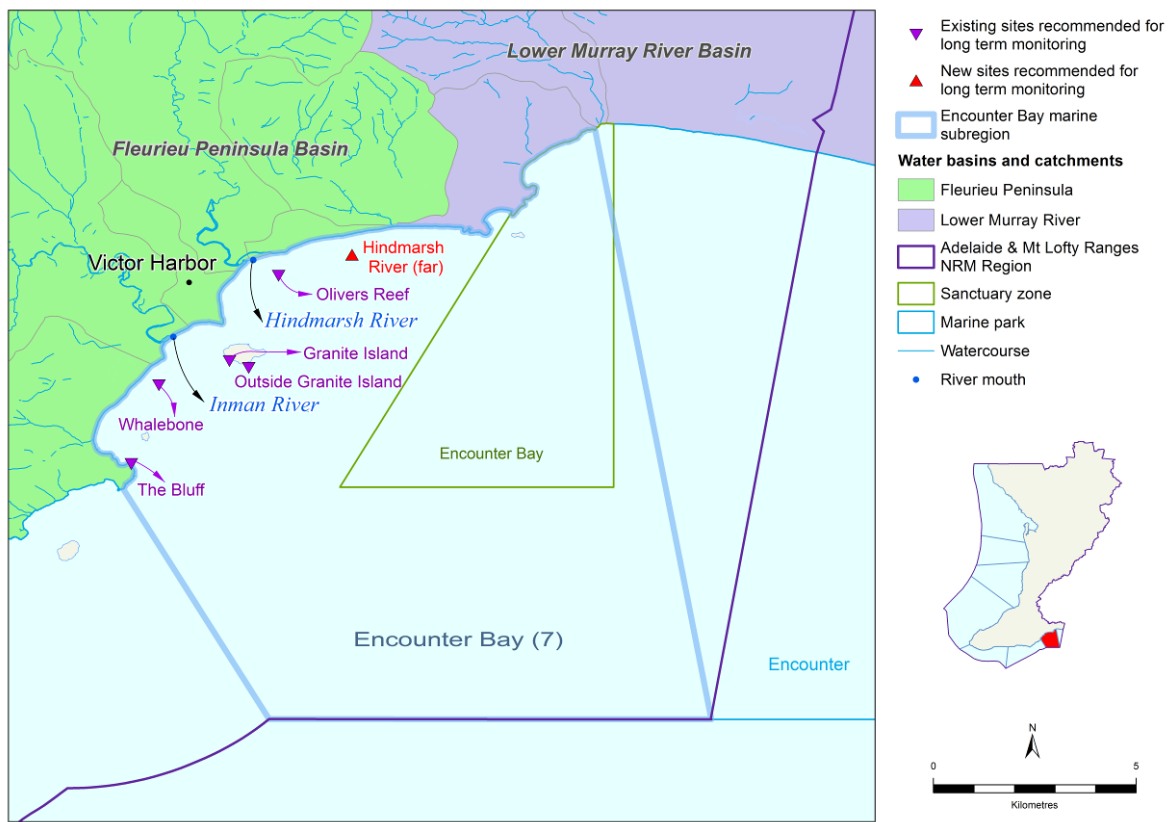 Lower Murray River Basin
Fleurieu Peninsula Basin
Victor Harbor
Hindmarsh
River (far)
Olivers Reef
Hindmarsh River
Granite Island
Outside Granite Island
Inman River
Whalebone
The Bluff
Encounter Bay
Encounter Bay (7)
Encounter
Existing sites recommended for
long term monitoring
New sites recommended for
long term monitoring
Encounter Bay marine
subregion
Water basins and catchments
Fleurieu Peninsula
Lower Murray River
Adelaide & Mt Lofty Ranges
NRM Region
Sanctuary zone
Marine park
Watercourse
River mouth
N
0 5
Kilometres